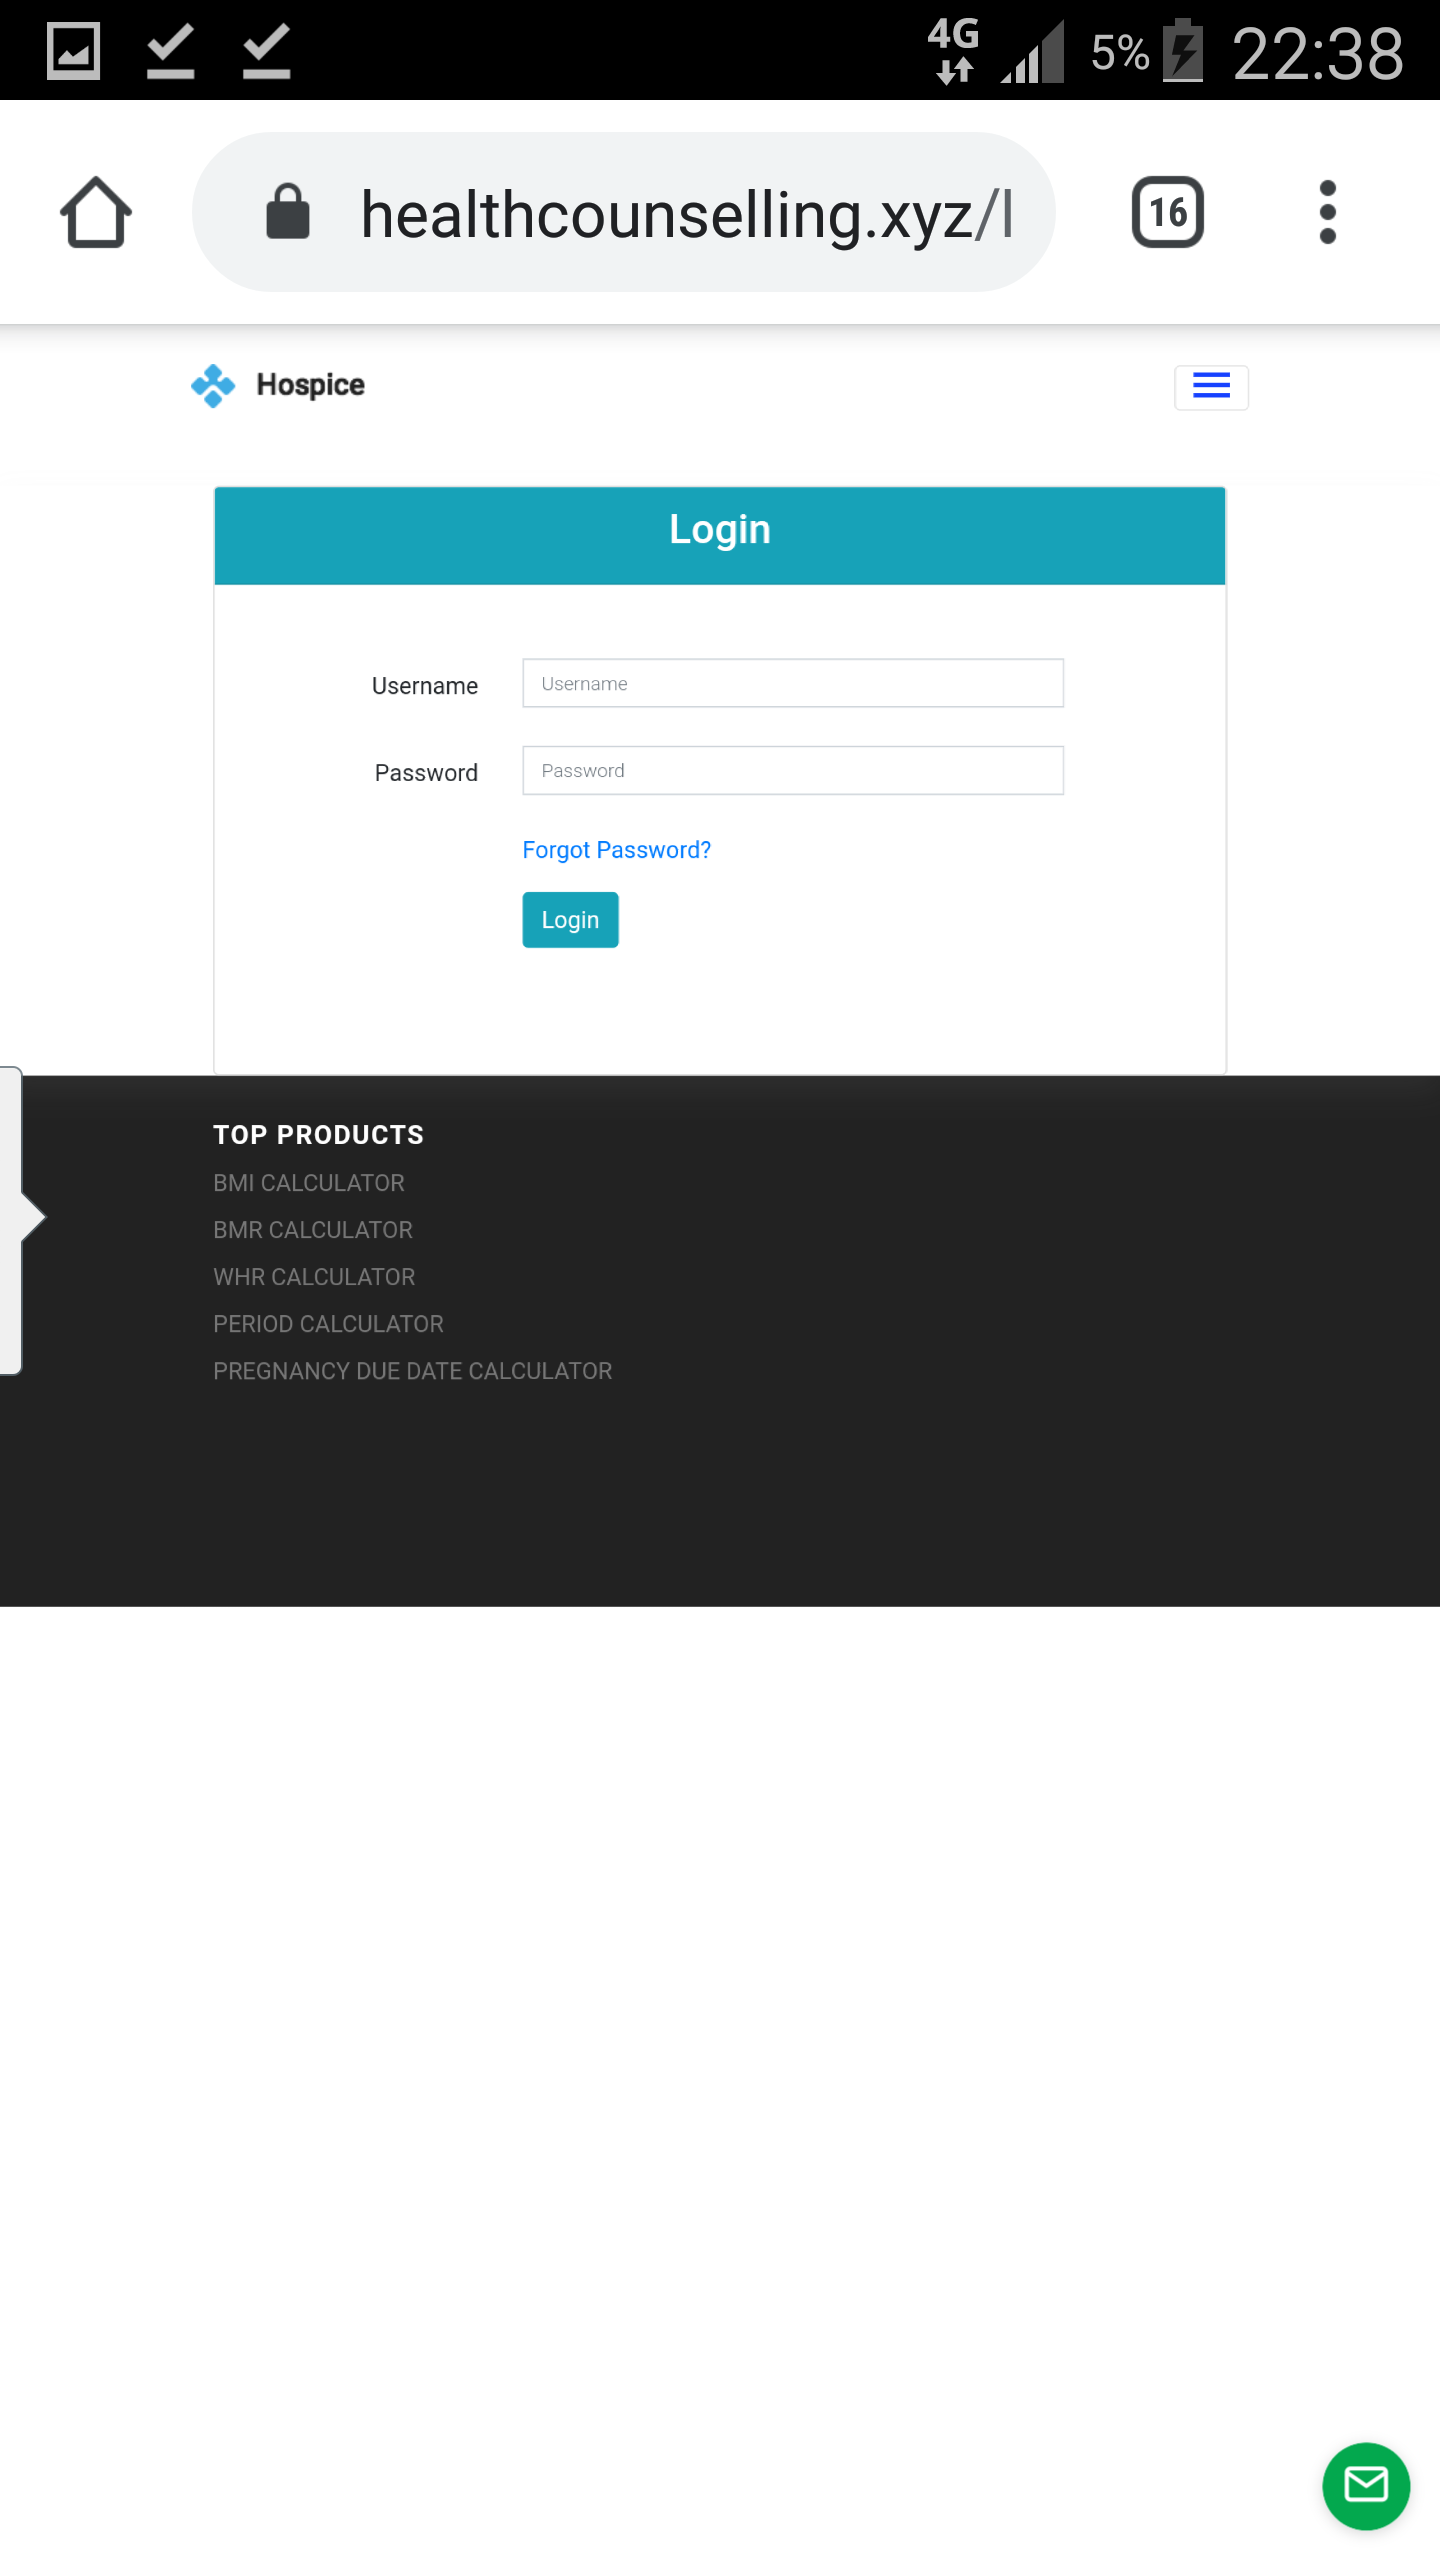 4G 5% 22:38
healthcounselling.xyz/l
16
Hospice
Login
Username Username
Password Password
Forgot Password?
Login
TOP PRODUCTS
BMI CALCULATOR
BMR CALCULATOR
WHR CALCULATOR
PERIOD CALCULATOR
PREGNANCY DUE DATE CALCULATOR